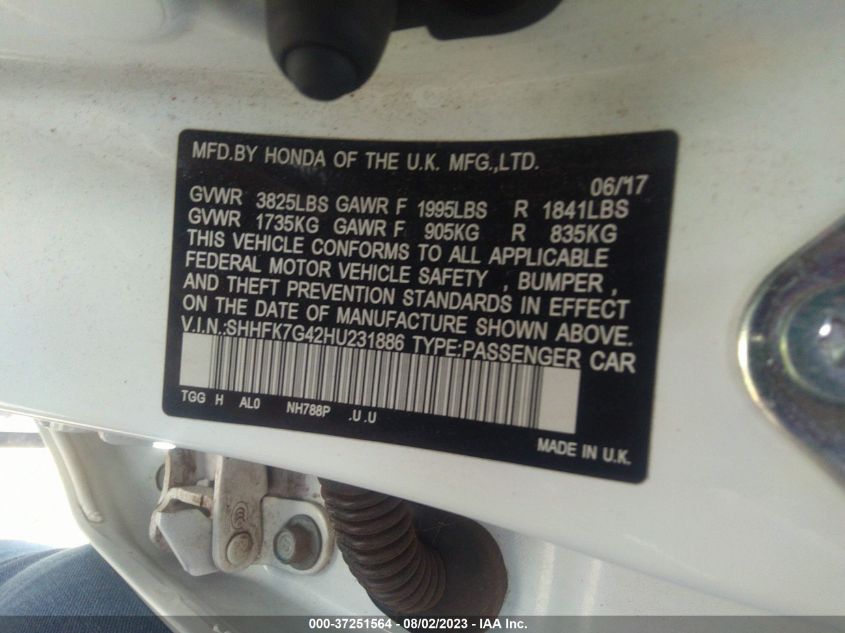 MFD.BY HONDA OF THE U.K. MFG.,LTD.
06/17
GVWR 3825LBS GAWR F 1995LBS R 1841LBS
GVWR 1735KG GAWR F 905KG R 835KG
THIS VEHICLE CONFORMS TO ALL APPLICABLE
FEDERAL MOTOR VEHICLE SAFETY , BUMPER ,
AND THEFT PREVENTION STANDARDS IN EFFECT
ON THE DATE OF MANUFACTURE SHOWN ABOVE.
V.I.N.:SHHFK7G42HU231886 TYPE:PASSENGER CAR
TGG H AL0 NH788P .U .U
MADE IN U.K.
000-37251564 - 08/02/2023 - IAA Inc.